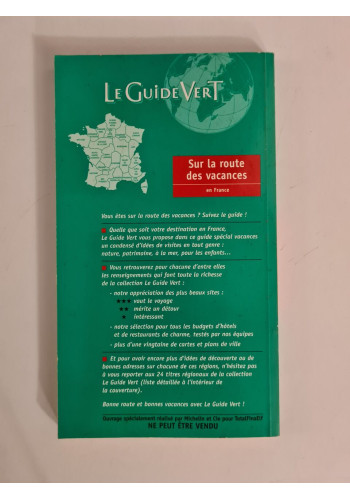 LE GUIDE VERT
Sur la route
des vacances
en France
Vous êtes sur la route des vacances ? Suivez le guide !
Quelle que soit votre destination en France,
Le Guide Vert vous propose dans ce guide spécial vacances
un condensé d'idées de visites en tout genre :
nature, patrimoine, à la mer, pour les enfants...
Vous retrouverez pour chacune d'entre elles
les renseignements qui font toute la richesse
de la collection Le Guide Vert :
- notre appréciation des plus beaux sites :
★★★ vaut le voyage
★★ mérite un détour
★ intéressant
- notre sélection pour tous les budgets d'hôtels
et de restaurants de charme, testés par nos équipes
- plus d'une vingtaine de cartes et plans de ville
Et pour avoir encore plus d'idées de découverte ou de
bonnes adresses sur chacune de ces régions, n'hésitez pas
à vous reporter aux 24 titres régionaux de la collection
Le Guide Vert (liste détaillée à l'intérieur de
la couverture).
Bonne route et bonnes vacances avec Le Guide Vert !
Ouvrage spécialement réalisé par Michelin et Cie pour TotalFinaElf
NE PEUT ÊTRE VENDU